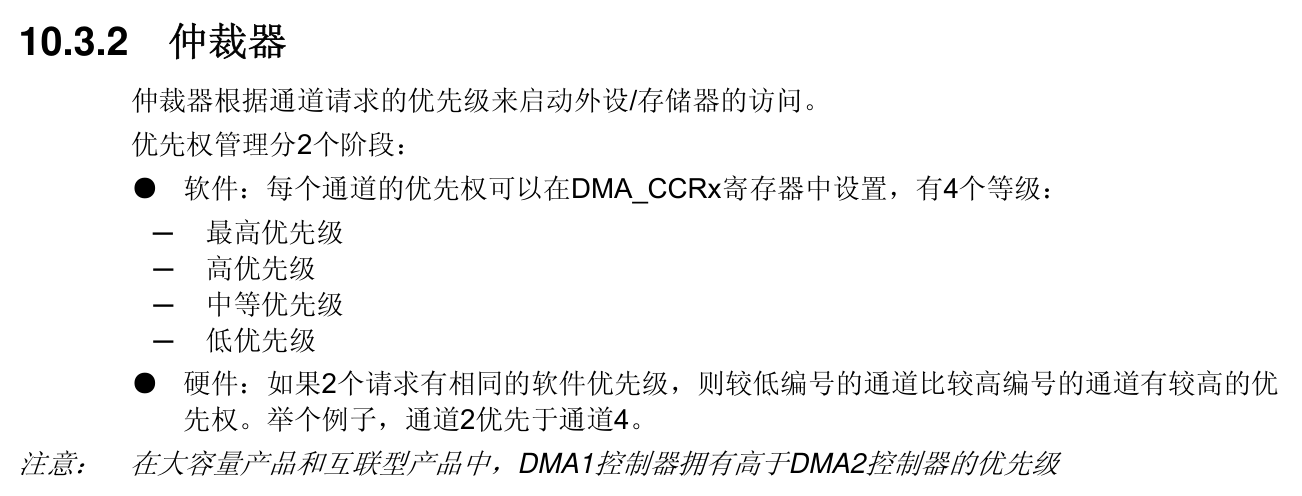 10.3.2 仲裁器
仲裁器根据通道请求的优先级来启动外设/存储器的访问。
优先权管理分2个阶段：
● 软件：每个通道的优先权可以在DMA_CCRx寄存器中设置，有4个等级：
─ 最高优先级
─ 高优先级
─ 中等优先级
─ 低优先级
● 硬件：如果2个请求有相同的软件优先级，则较低编号的通道比较高编号的通道有较高的优
先权。举个例子，通道2优先于通道4。
注意： 在大容量产品和互联型产品中，DMA1控制器拥有高于DMA2控制器的优先级